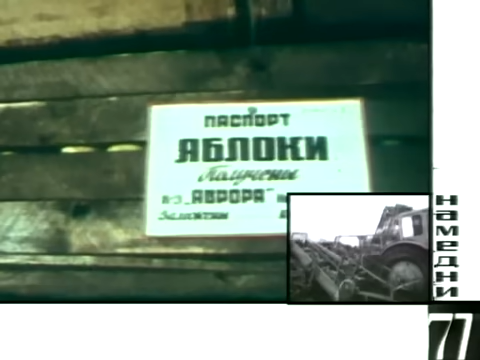 ПАСПОРТ
ЯБЛОКИ
Получены
"АВРОРА"
намедни
77